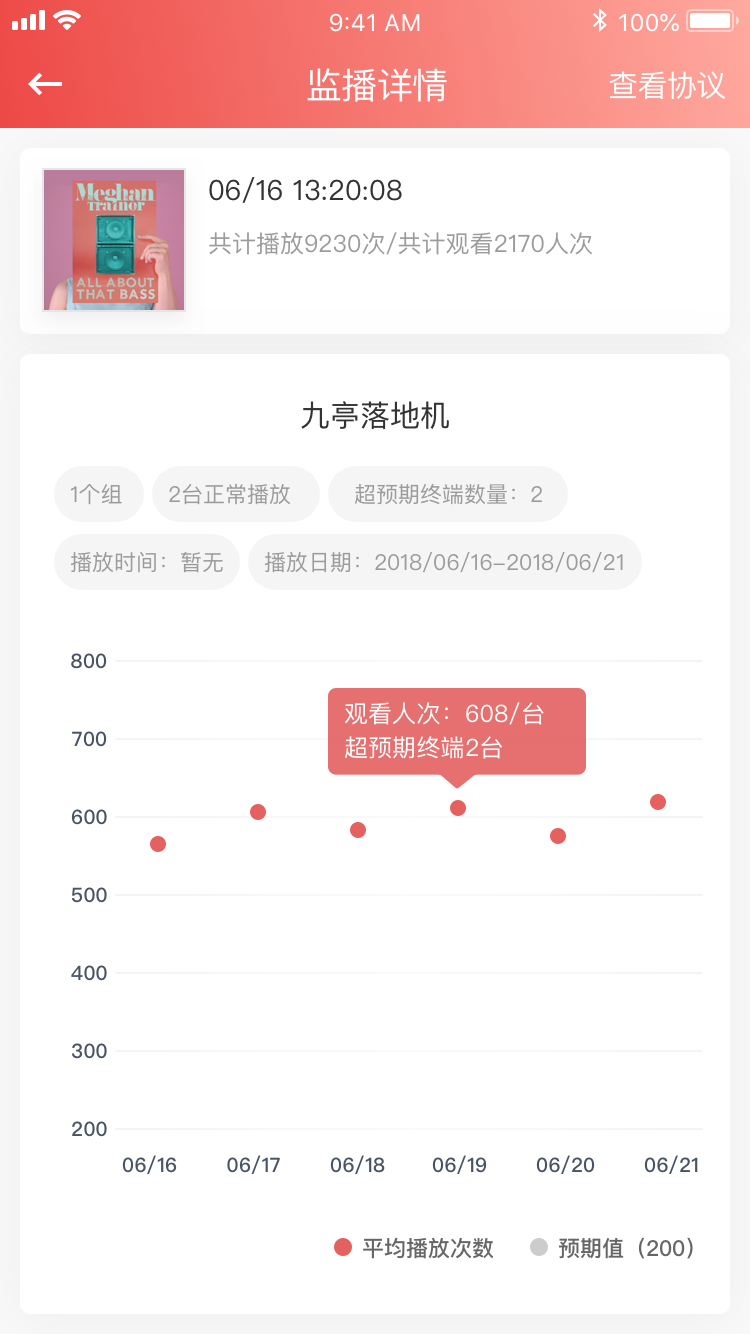 9:41 AM
100%
监播详情
查看协议
Meghan
Trainor
ALL ABOUT
THAT BASS
06/16 13:20:08
共计播放9230次/共计观看2170人次
九亭落地机
1个组
2台正常播放
超预期终端数量：2
播放时间：暂无
播放日期：2018/06/16-2018/06/21
800
700
观看人次：608/台
超预期终端2台
600
500
400
300
200
06/16
06/17
06/18
06/19
06/20
06/21
平均播放次数
预期值（200）